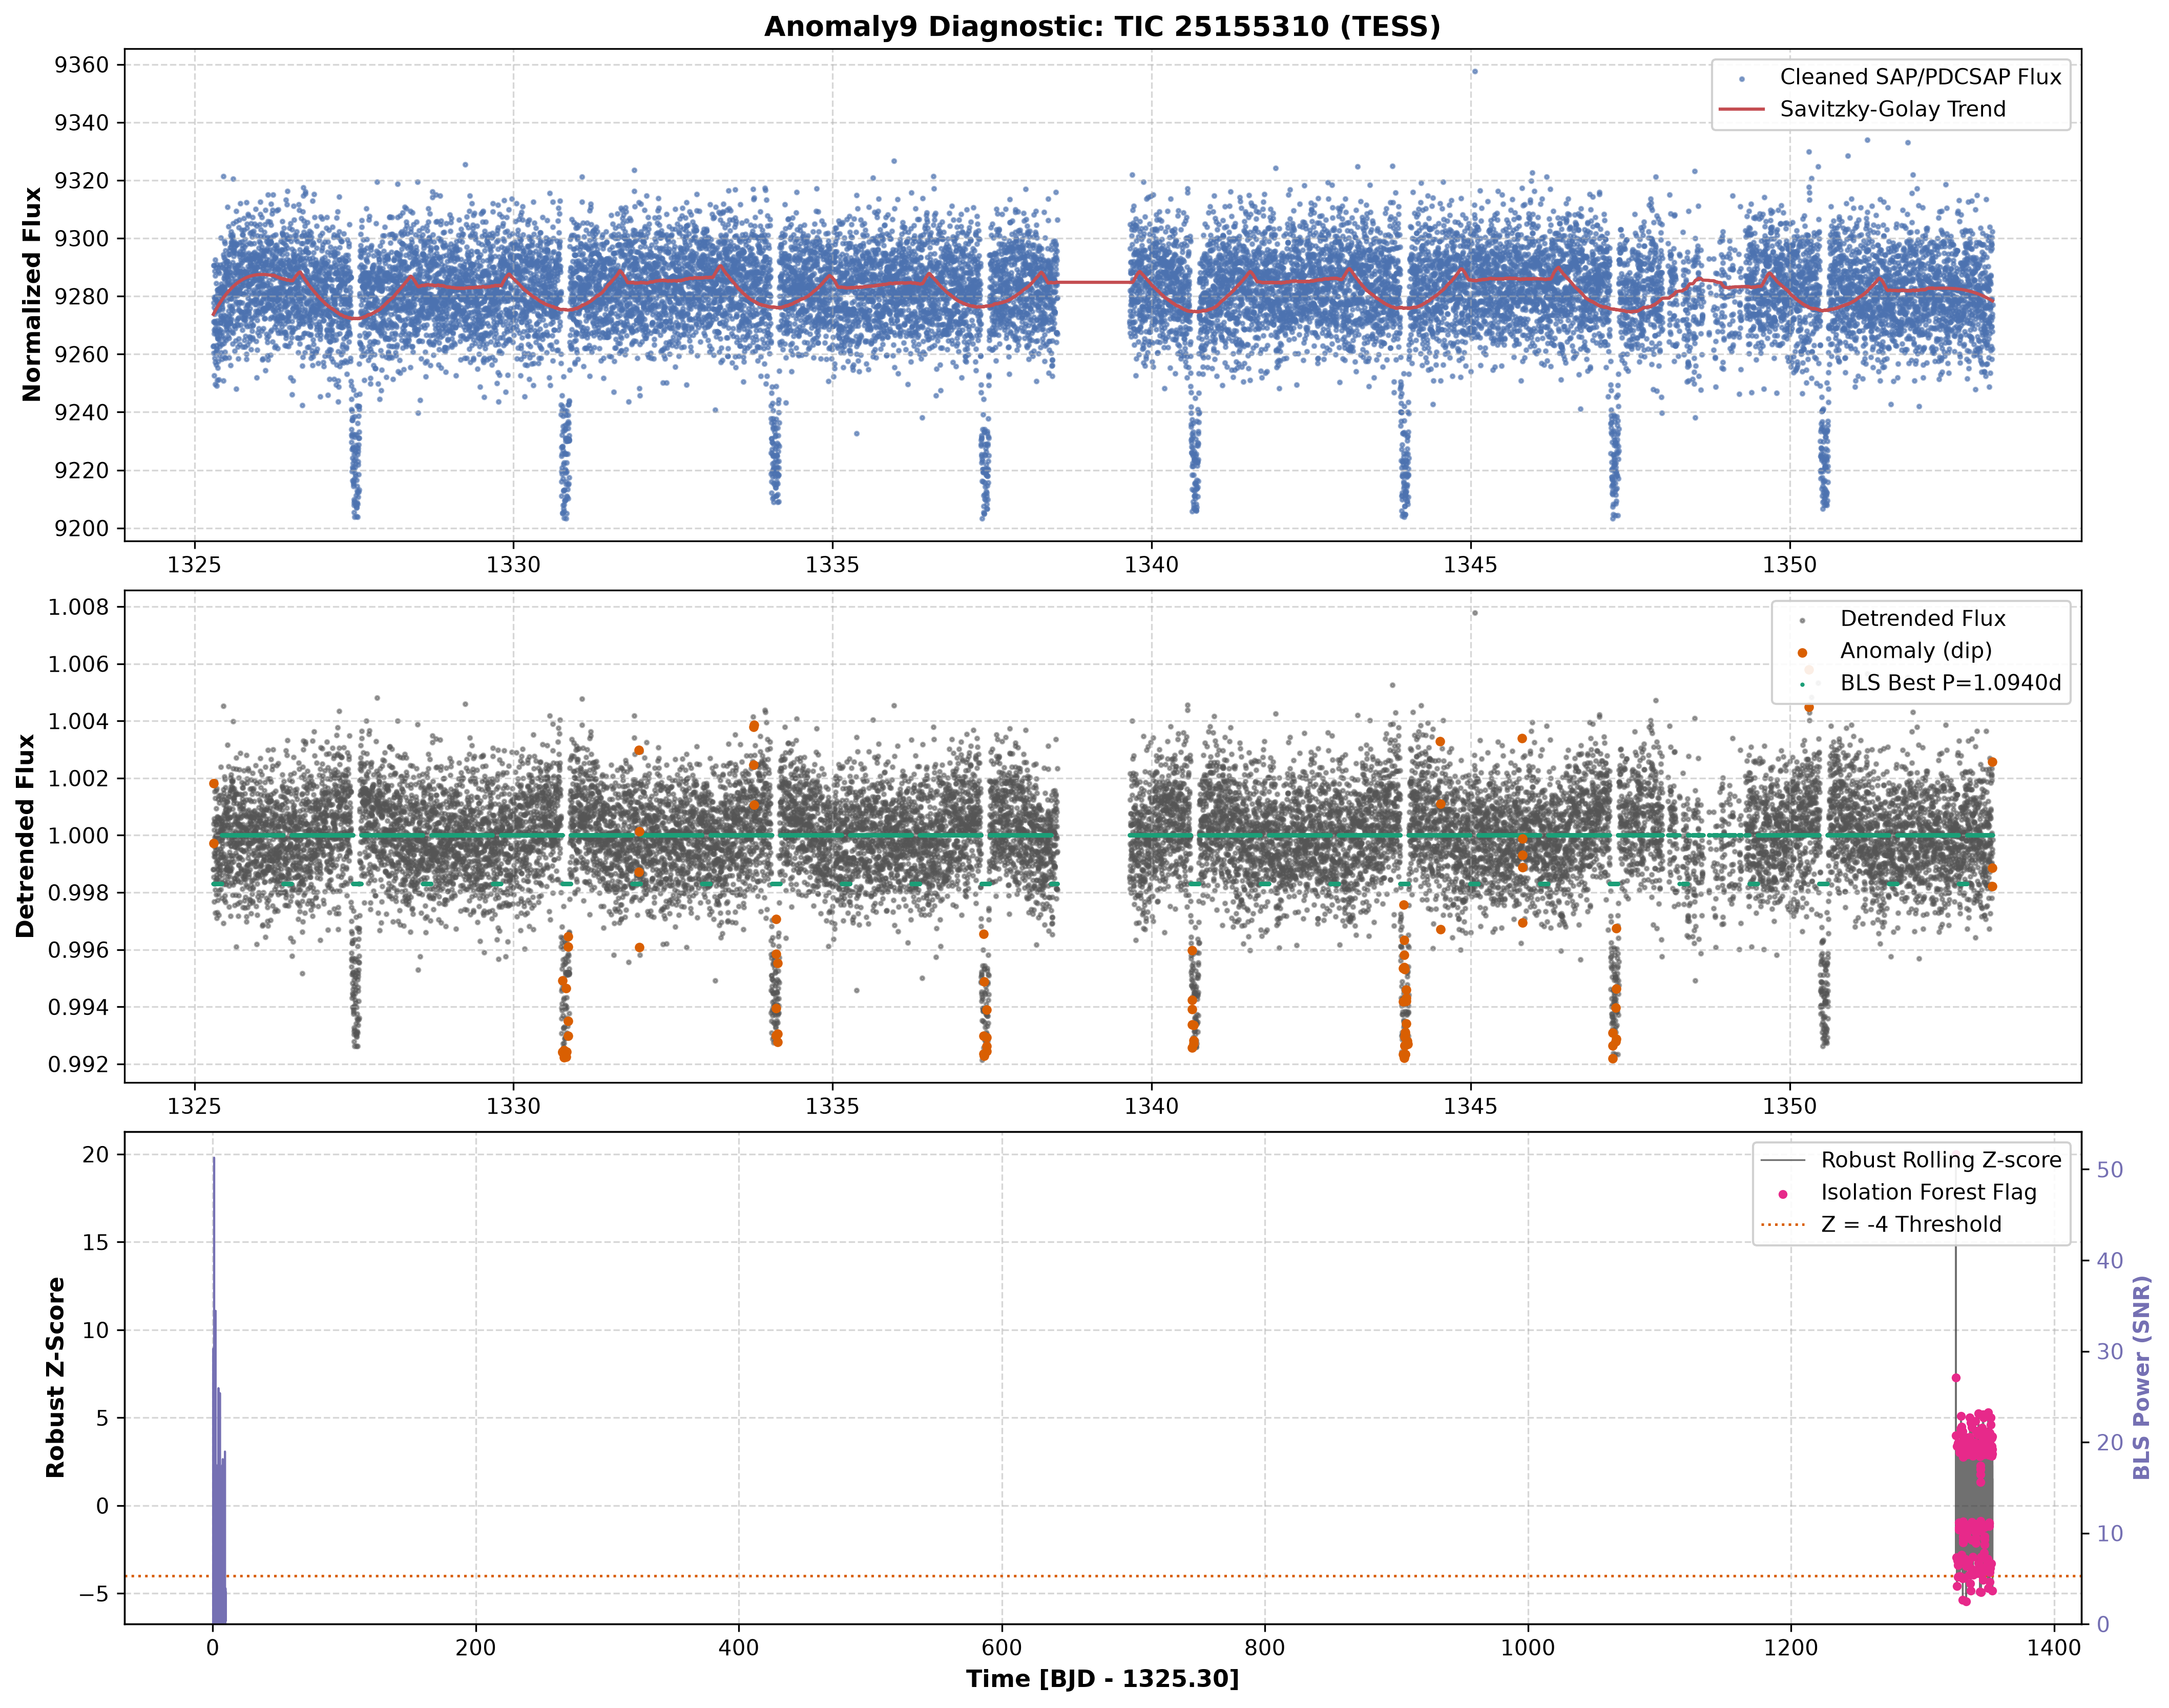 Anomaly9 Diagnostic: TIC 25155310 (TESS)
Normalized Flux
9360
9340
9320
9300
9280
9260
9240
9220
9200
Cleaned SAP/PDCSAP Flux
Savitzky-Golay Trend
1325 1330 1335 1340 1345 1350
Detrended Flux
1.008
1.006
1.004
1.002
1.000
0.998
0.996
0.994
0.992
Detrended Flux
Anomaly (dip)
BLS Best P=1.0940d
1325 1330 1335 1340 1345 1350
Robust Z-Score
20
15
10
5
0
−5
Robust Rolling Z-score
Isolation Forest Flag
Z = -4 Threshold
50
40
30
20
10
0
BLS Power (SNR)
0 200 400 600 800 1000 1200 1400
Time [BJD - 1325.30]